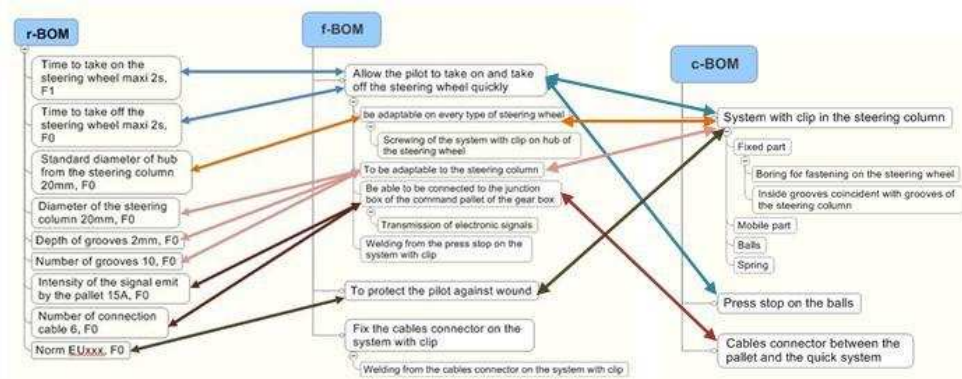 r-BOM
Time to take on the
steering wheel maxi 2s,
F1
Time to take off the
steering wheel maxi 2s,
F0
Standard diameter of hub
from the steering column
20mm, F0
Diameter of the steering
column 20mm, F0
Depth of grooves 2mm, F0
Number of grooves 10, F0
Intensity of the signal emit
by the pallet 15A, F0
Number of connection
cable 6, F0
Norm EUxxx, F0
f-BOM
Allow the pilot to take on and take
off the steering wheel quickly
be adaptable on every type of steering wheel
Screwing of the system with clip on hub of
the steering wheel
To be adaptable to the steering column
Be able to be connected to the junction
box of the command pallet of the gear box
Transmission of electronic signals
Welding from the press stop on the
system with clip
To protect the pilot against wound
Fix the cables connector on the
system with clip
Welding from the cables connector on the system with clip
c-BOM
System with clip in the steering column
Fixed part
Boring for fastening on the steering wheel
Inside grooves coincident with grooves of
the steering column
Mobile part
Balls
Spring
Press stop on the balls
Cables connector between the
pallet and the quick system